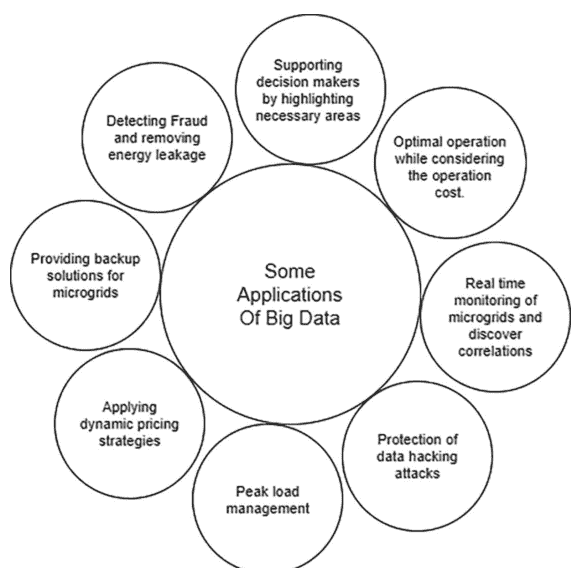 Some
Applications
Of Big Data
Supporting
decision makers
by highlighting
necessary areas
Optimal operation
while considering
the operation
cost.
Real time
monitoring of
microgrids and
discover
correlations
Protection of
data hacking
attacks
Peak load
management
Applying
dynamic pricing
strategies
Providing backup
solutions for
microgrids
Detecting Fraud
and removing
energy leakage